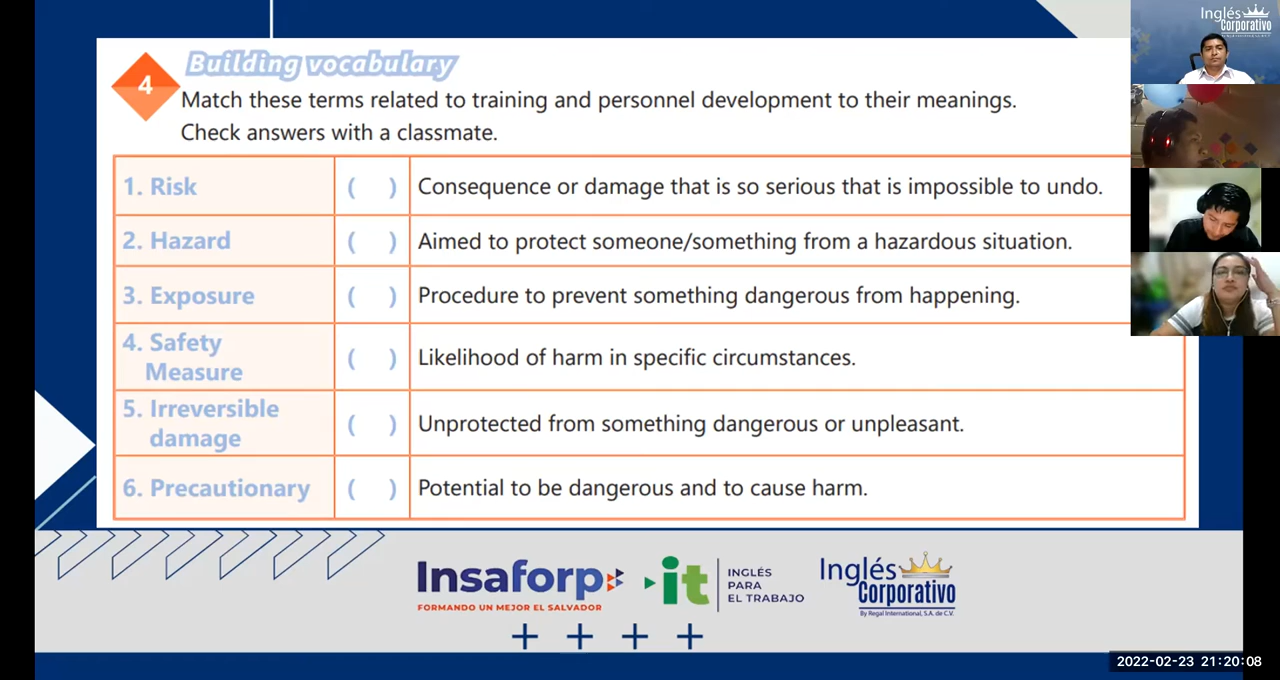 4
Building vocabulary
Match these terms related to training and personnel development to their meanings.
Check answers with a classmate.
1. Risk ( ) Consequence or damage that is so serious that is impossible to undo.
2. Hazard ( ) Aimed to protect someone/something from a hazardous situation.
3. Exposure ( ) Procedure to prevent something dangerous from happening.
4. Safety
Measure
( ) Likelihood of harm in specific circumstances.
5. Irreversible
damage
( ) Unprotected from something dangerous or unpleasant.
6. Precautionary ( ) Potential to be dangerous and to cause harm.
Insaforp
FORMANDO UN MEJOR EL SALVADOR
it
INGLÉS
PARA
EL TRABAJO
Inglés
Corporativo
By Regal International, S.A. de C.V.
Inglés
Corporativo
2022-02-23 21:20:08